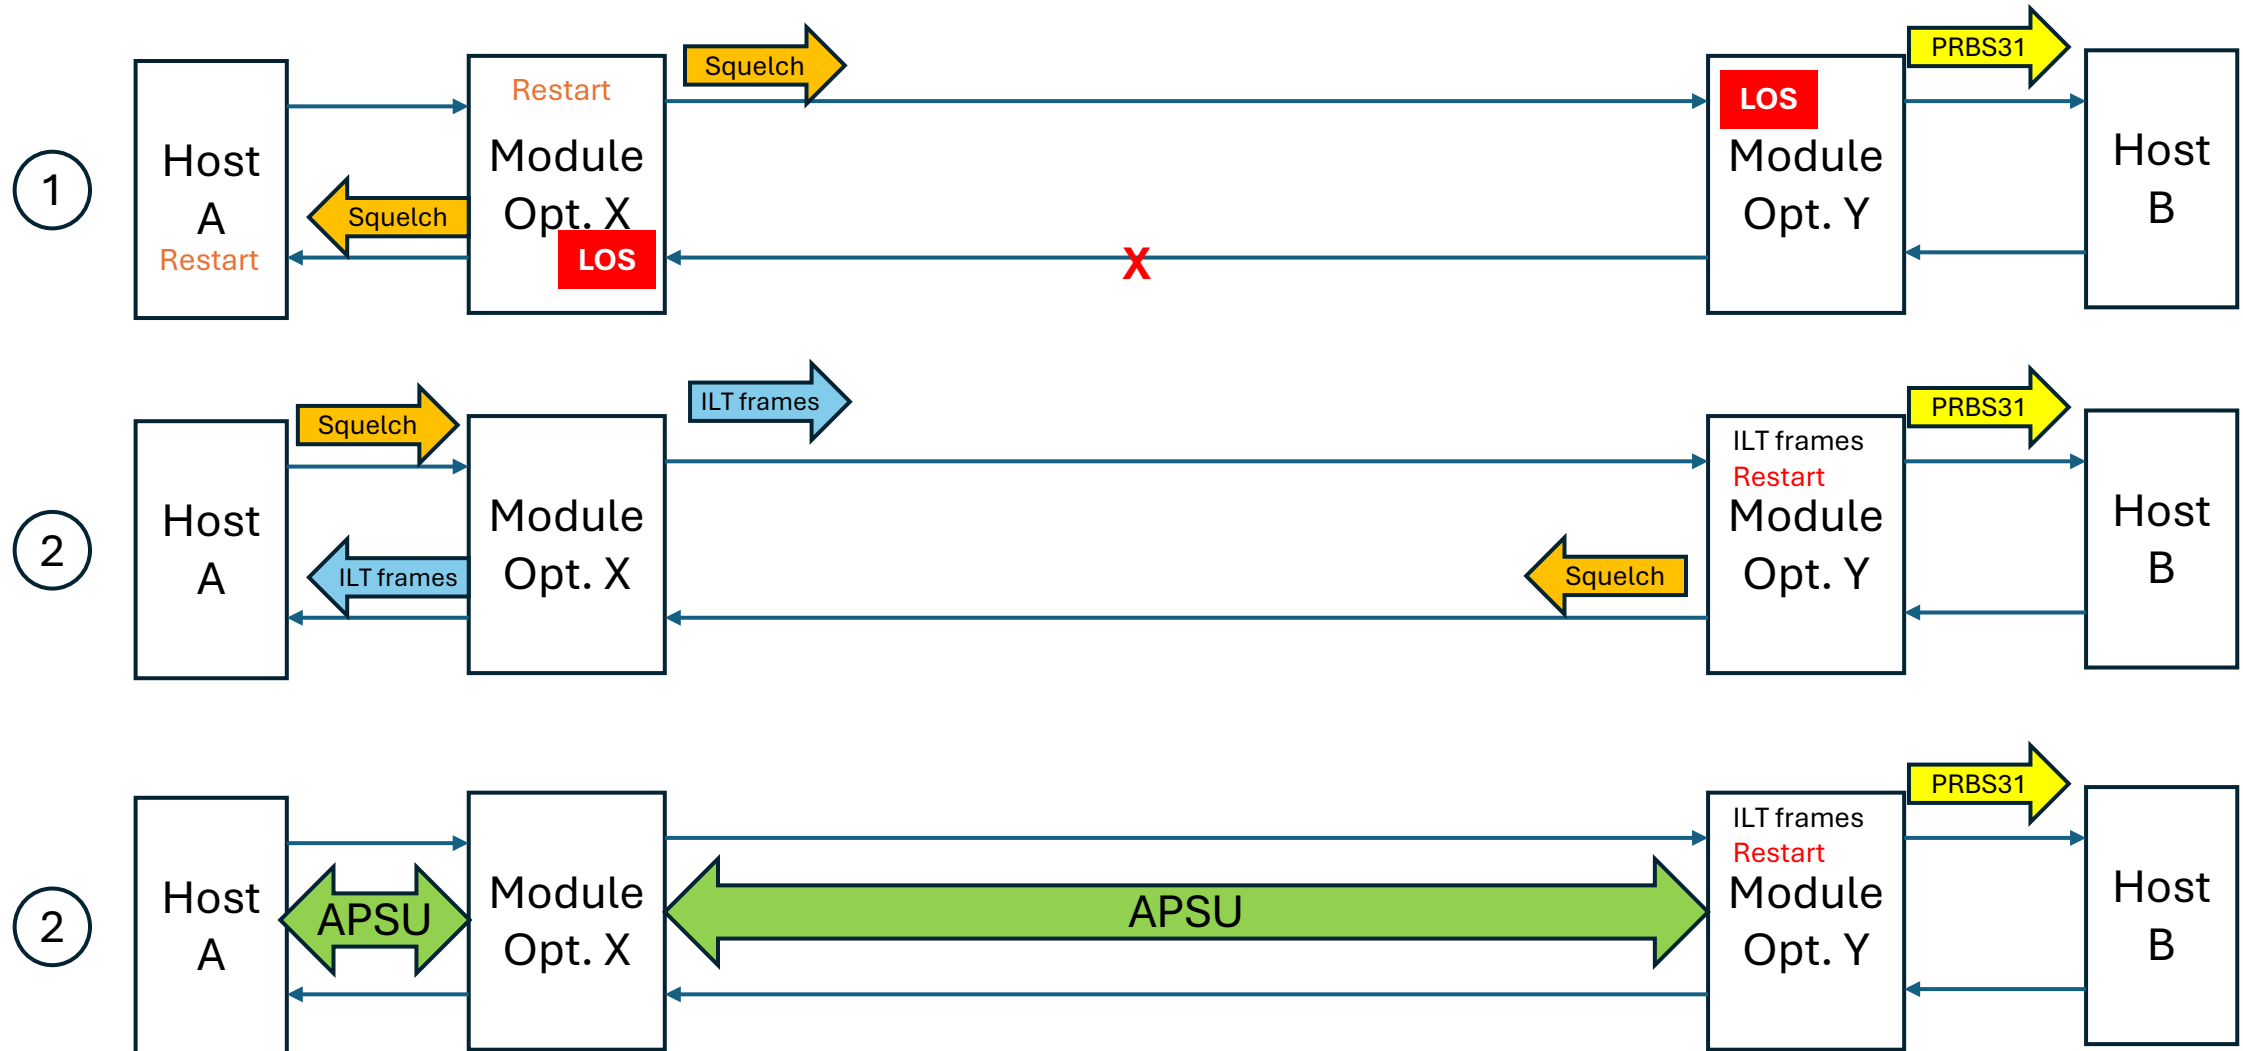 1
Host
A
Restart
Squelch
Restart
Module
Opt. X
LOS
Squelch
X
LOS
Module
Opt. Y
PRBS31
Host
B
2
Host
A
Squelch
ILT frames
Module
Opt. X
ILT frames
Squelch
ILT frames
Restart
Module
Opt. Y
PRBS31
Host
B
2
Host
A
APSU
Module
Opt. X
APSU
ILT frames
Restart
Module
Opt. Y
PRBS31
Host
B